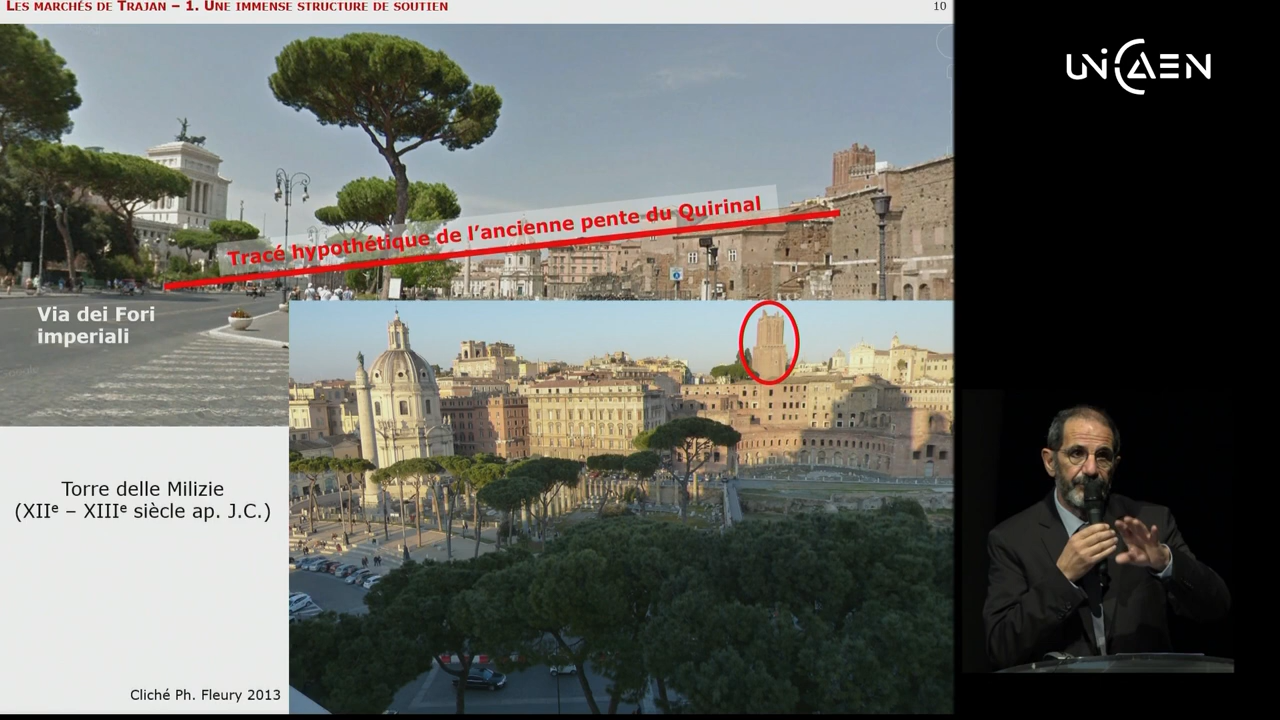 Les marchés de Trajan – 1. Une immense structure de soutien
10
UNICAEN
Tracé hypothétique de l’ancienne pente du Quirinal
Via dei Fori
imperiali
Torre delle Milizie
(XIIᵉ – XIIIᵉ siècle ap. J.C.)
Cliché Ph. Fleury 2013